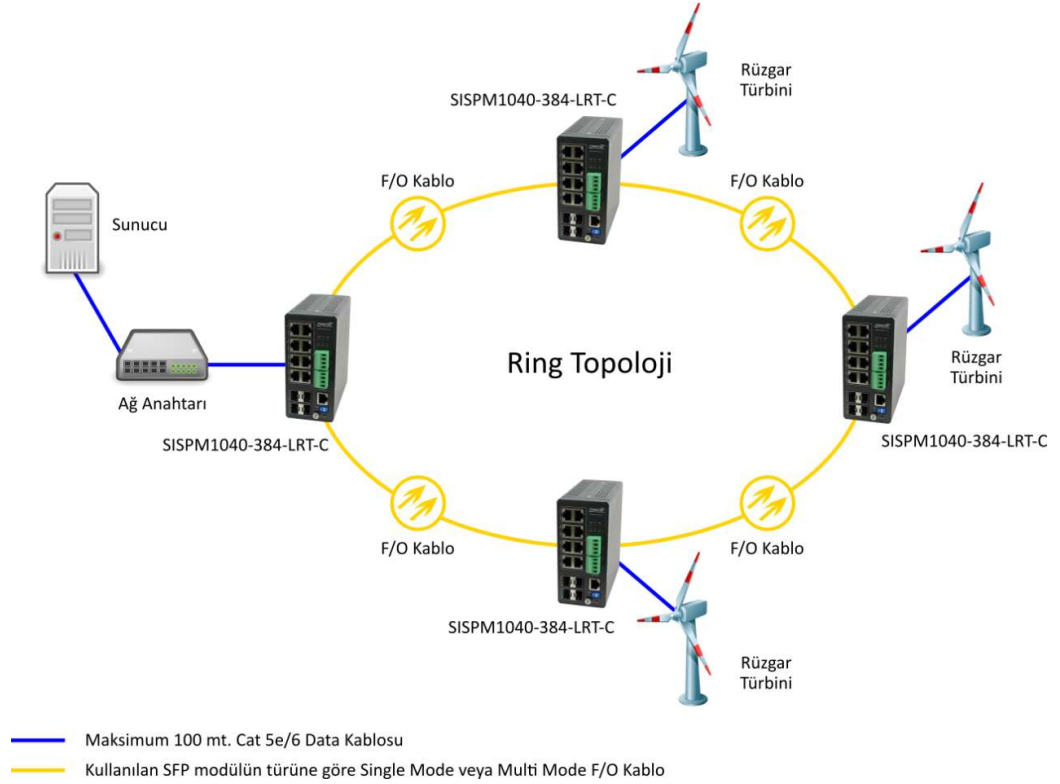 SISPM1040-384-LRT-C
Rüzgar
Türbini
F/O Kablo
F/O Kablo
Sunucu
Ring Topoloji
Rüzgar
Türbini
Ağ Anahtarı
SISPM1040-384-LRT-C
SISPM1040-384-LRT-C
F/O Kablo
F/O Kablo
SISPM1040-384-LRT-C
Rüzgar
Türbini
Maksimum 100 mt. Cat 5e/6 Data Kablosu
Kullanılan SFP modülün türüne göre Single Mode veya Multi Mode F/O Kablo